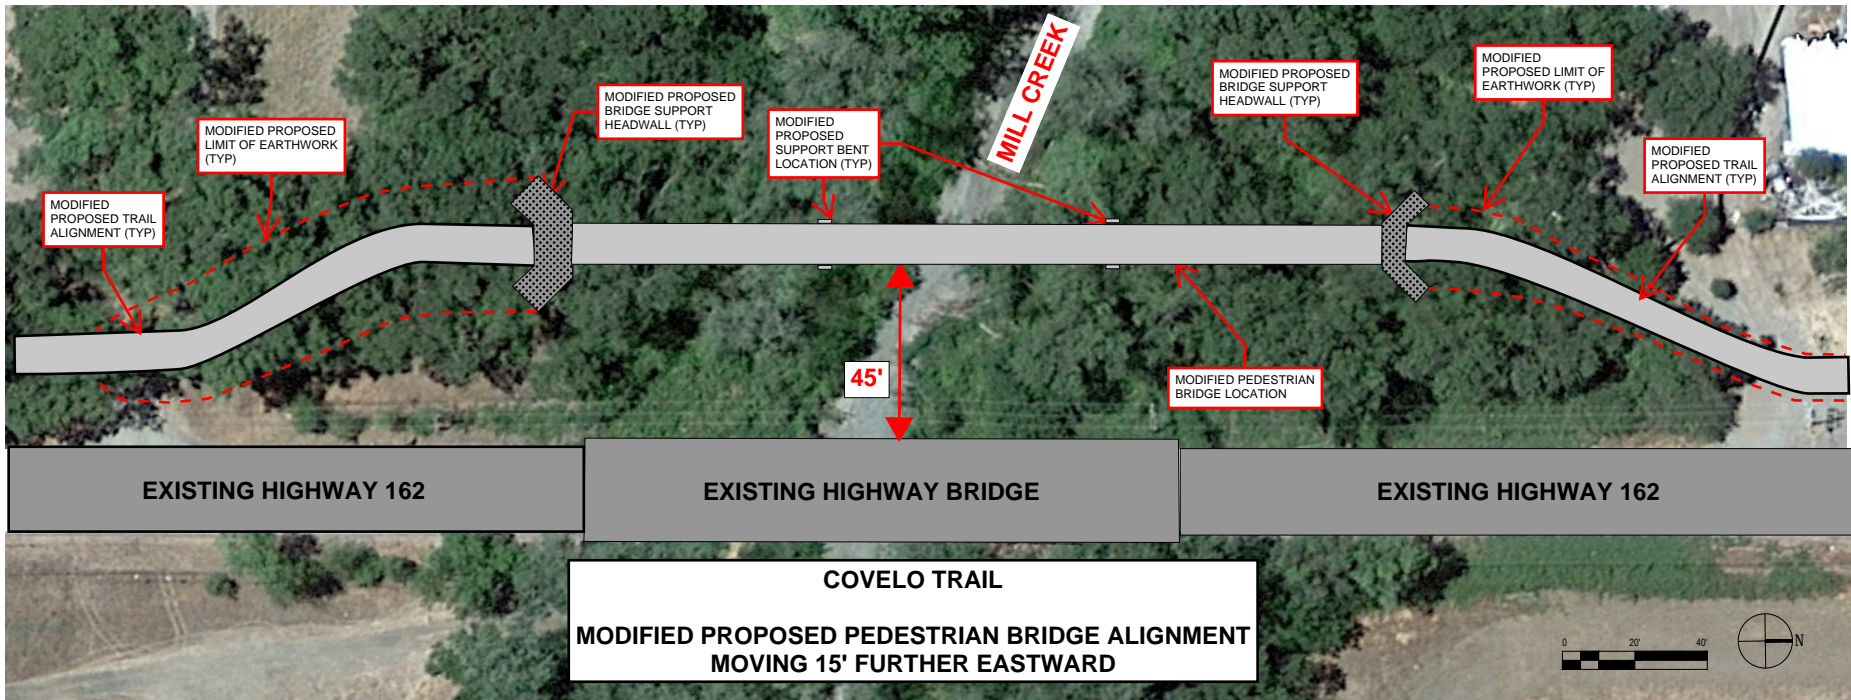 MILL CREEK
MODIFIED
PROPOSED TRAIL
ALIGNMENT (TYP)
MODIFIED PROPOSED
LIMIT OF EARTHWORK
(TYP)
MODIFIED PROPOSED
BRIDGE SUPPORT
HEADWALL (TYP)
MODIFIED
PROPOSED
SUPPORT BENT
LOCATION (TYP)
MODIFIED PROPOSED
BRIDGE SUPPORT
HEADWALL (TYP)
MODIFIED
PROPOSED LIMIT OF
EARTHWORK (TYP)
MODIFIED
PROPOSED TRAIL
ALIGNMENT (TYP)
45'
MODIFIED PEDESTRIAN
BRIDGE LOCATION
EXISTING HIGHWAY 162
EXISTING HIGHWAY BRIDGE
EXISTING HIGHWAY 162
COVELO TRAIL
MODIFIED PROPOSED PEDESTRIAN BRIDGE ALIGNMENT
MOVING 15' FURTHER EASTWARD
0 20' 40'
N